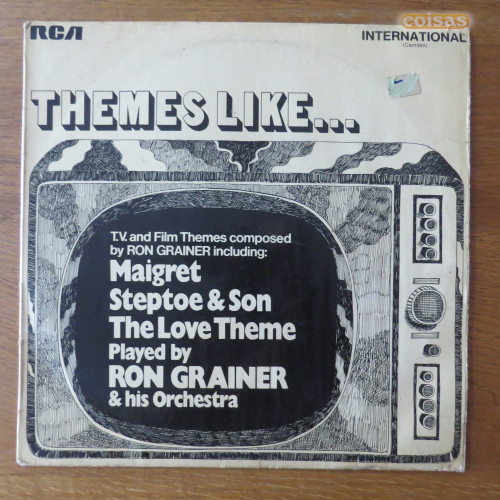 coisas
RCA
INTERNATIONAL
(Camden)
THEMES LIKE...
T.V. and Film Themes composed
by RON GRAINER including:
Maigret
Steptoe & Son
The Love Theme
Played by
RON GRAINER
& his Orchestra